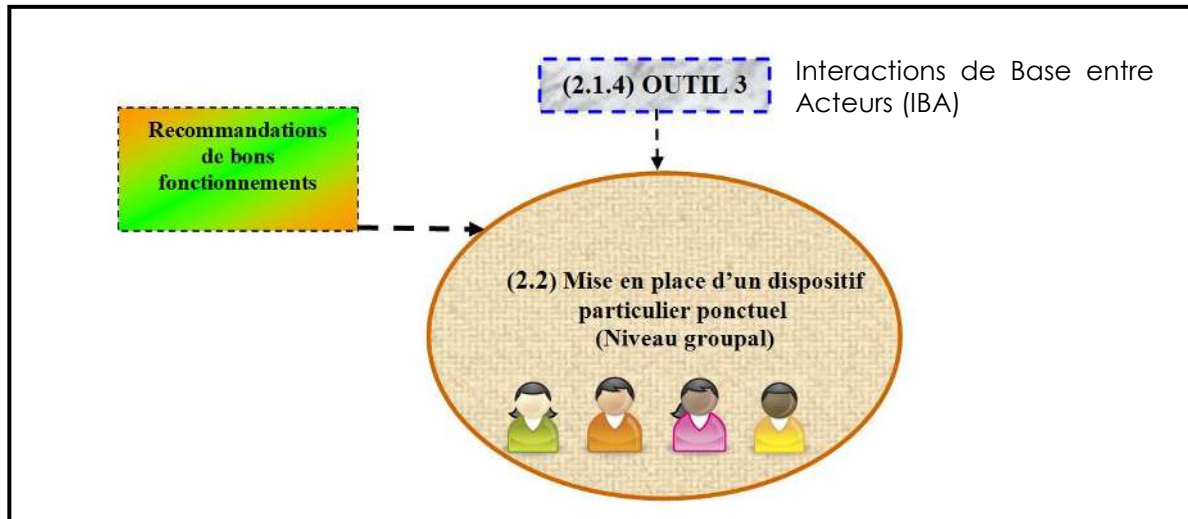 (2.1.4) OUTIL 3
Interactions de Base entre
Acteurs (IBA)
Recommandations
de bons
fonctionnements
(2.2) Mise en place d'un dispositif
particulier ponctuel
(Niveau groupal)